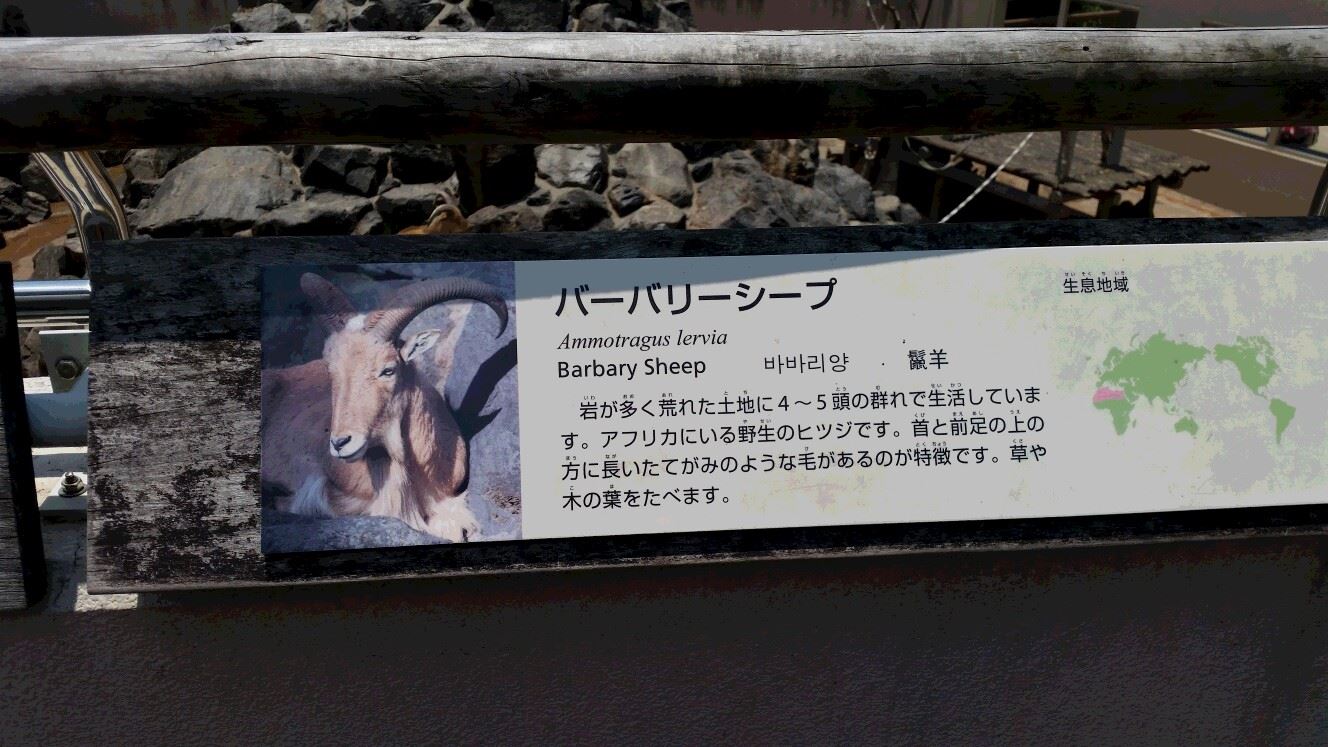 バーバリーシープ
生息地域
Ammotragus lervia
Barbary Sheep 바바리양 · 鬣羊
岩が多く荒れた土地に4～5頭の群れで生活していま
す。アフリカにいる野生のヒツジです。首と前足の上の
方に長いたてがみのような毛があるのが特徴です。草や
木の葉をたべます。